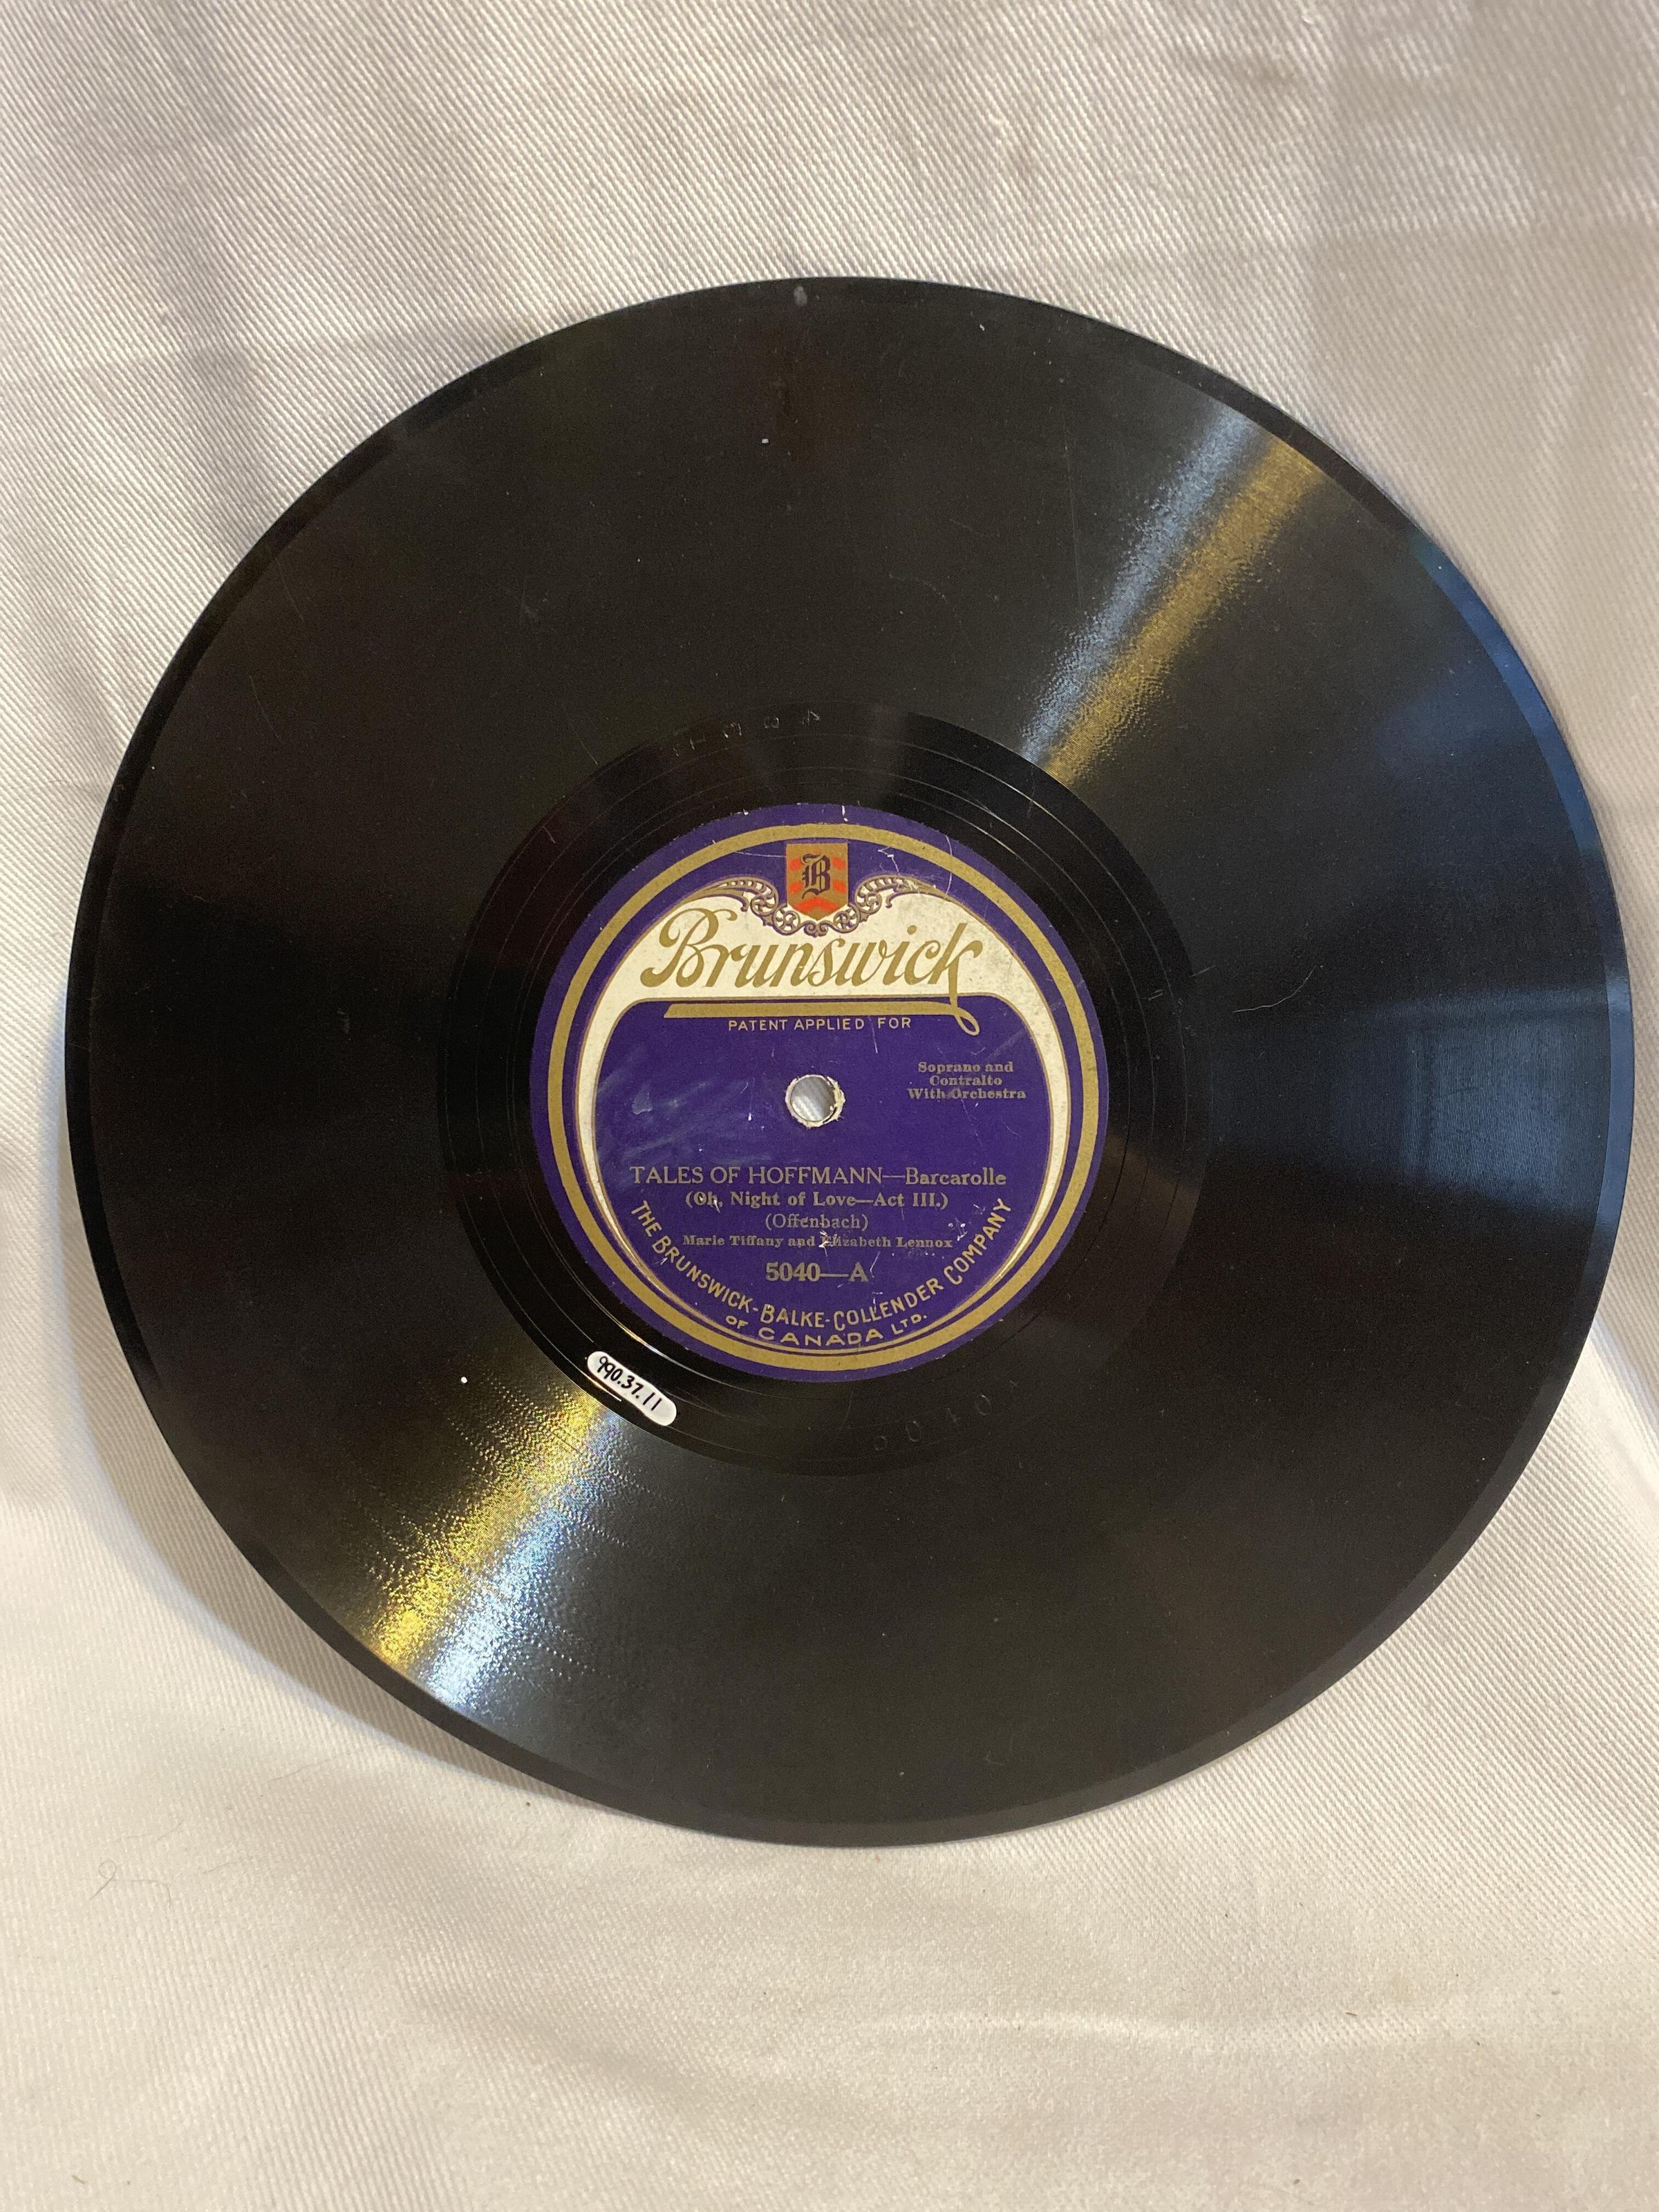 B
Brunswick
PATENT APPLIED FOR
Soprano and
Contralto
With Orchestra
TALES OF HOFFMANN—Barcarolle
(Oh, Night of Love—Act III.)
(Offenbach)
Marie Tiffany and Elizabeth Lennox
5040—A
THE BRUNSWICK-BALKE-COLLENDER COMPANY
OF CANADA LTD.
990.37.11
5040